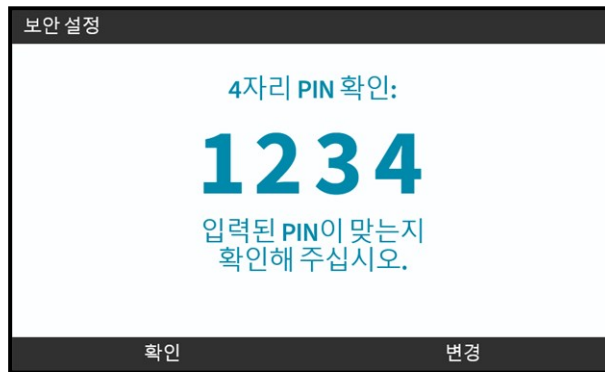 보안 설정
4자리 PIN 확인:
1234
입력된 PIN이 맞는지
확인해 주십시오.
확인 변경